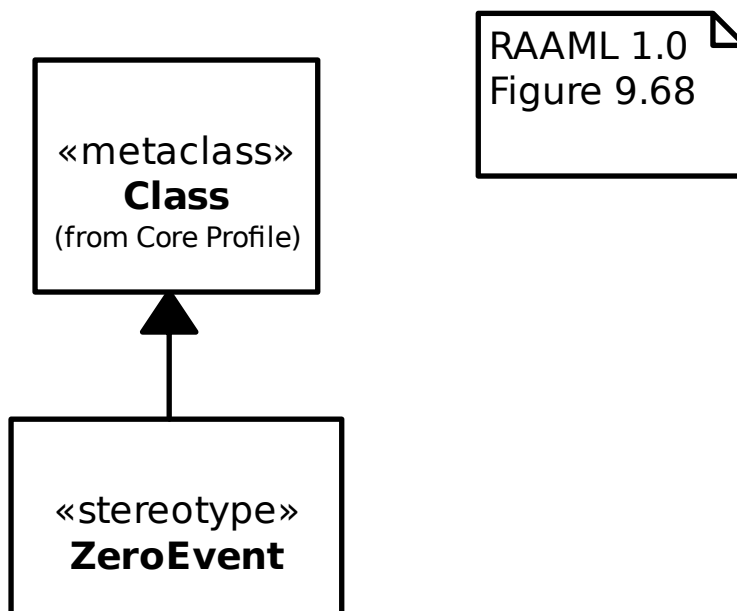 RAAML 1.0
Figure 9.68
«metaclass»
Class
(from Core Profile)
«stereotype»
ZeroEvent